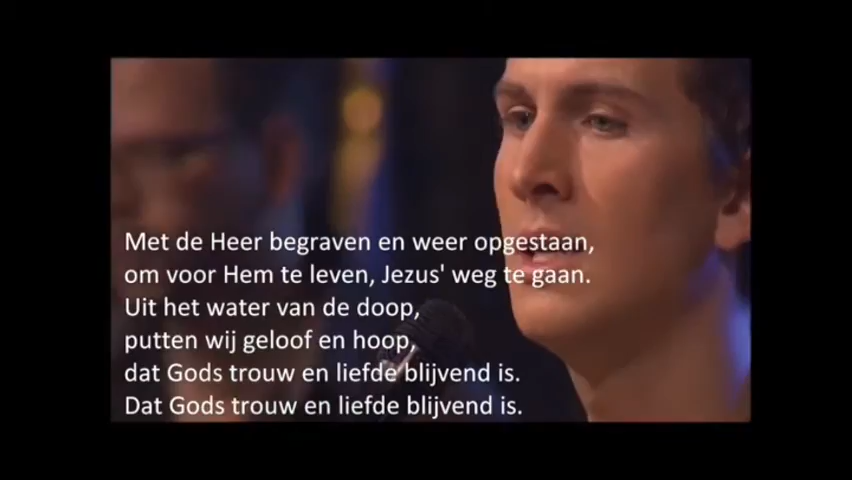 Met de Heer begraven en weer opgestaan,
om voor Hem te leven, Jezus' weg te gaan.
Uit het water van de doop,
putten wij geloof en hoop,
dat Gods trouw en liefde blijvend is.
Dat Gods trouw en liefde blijvend is.